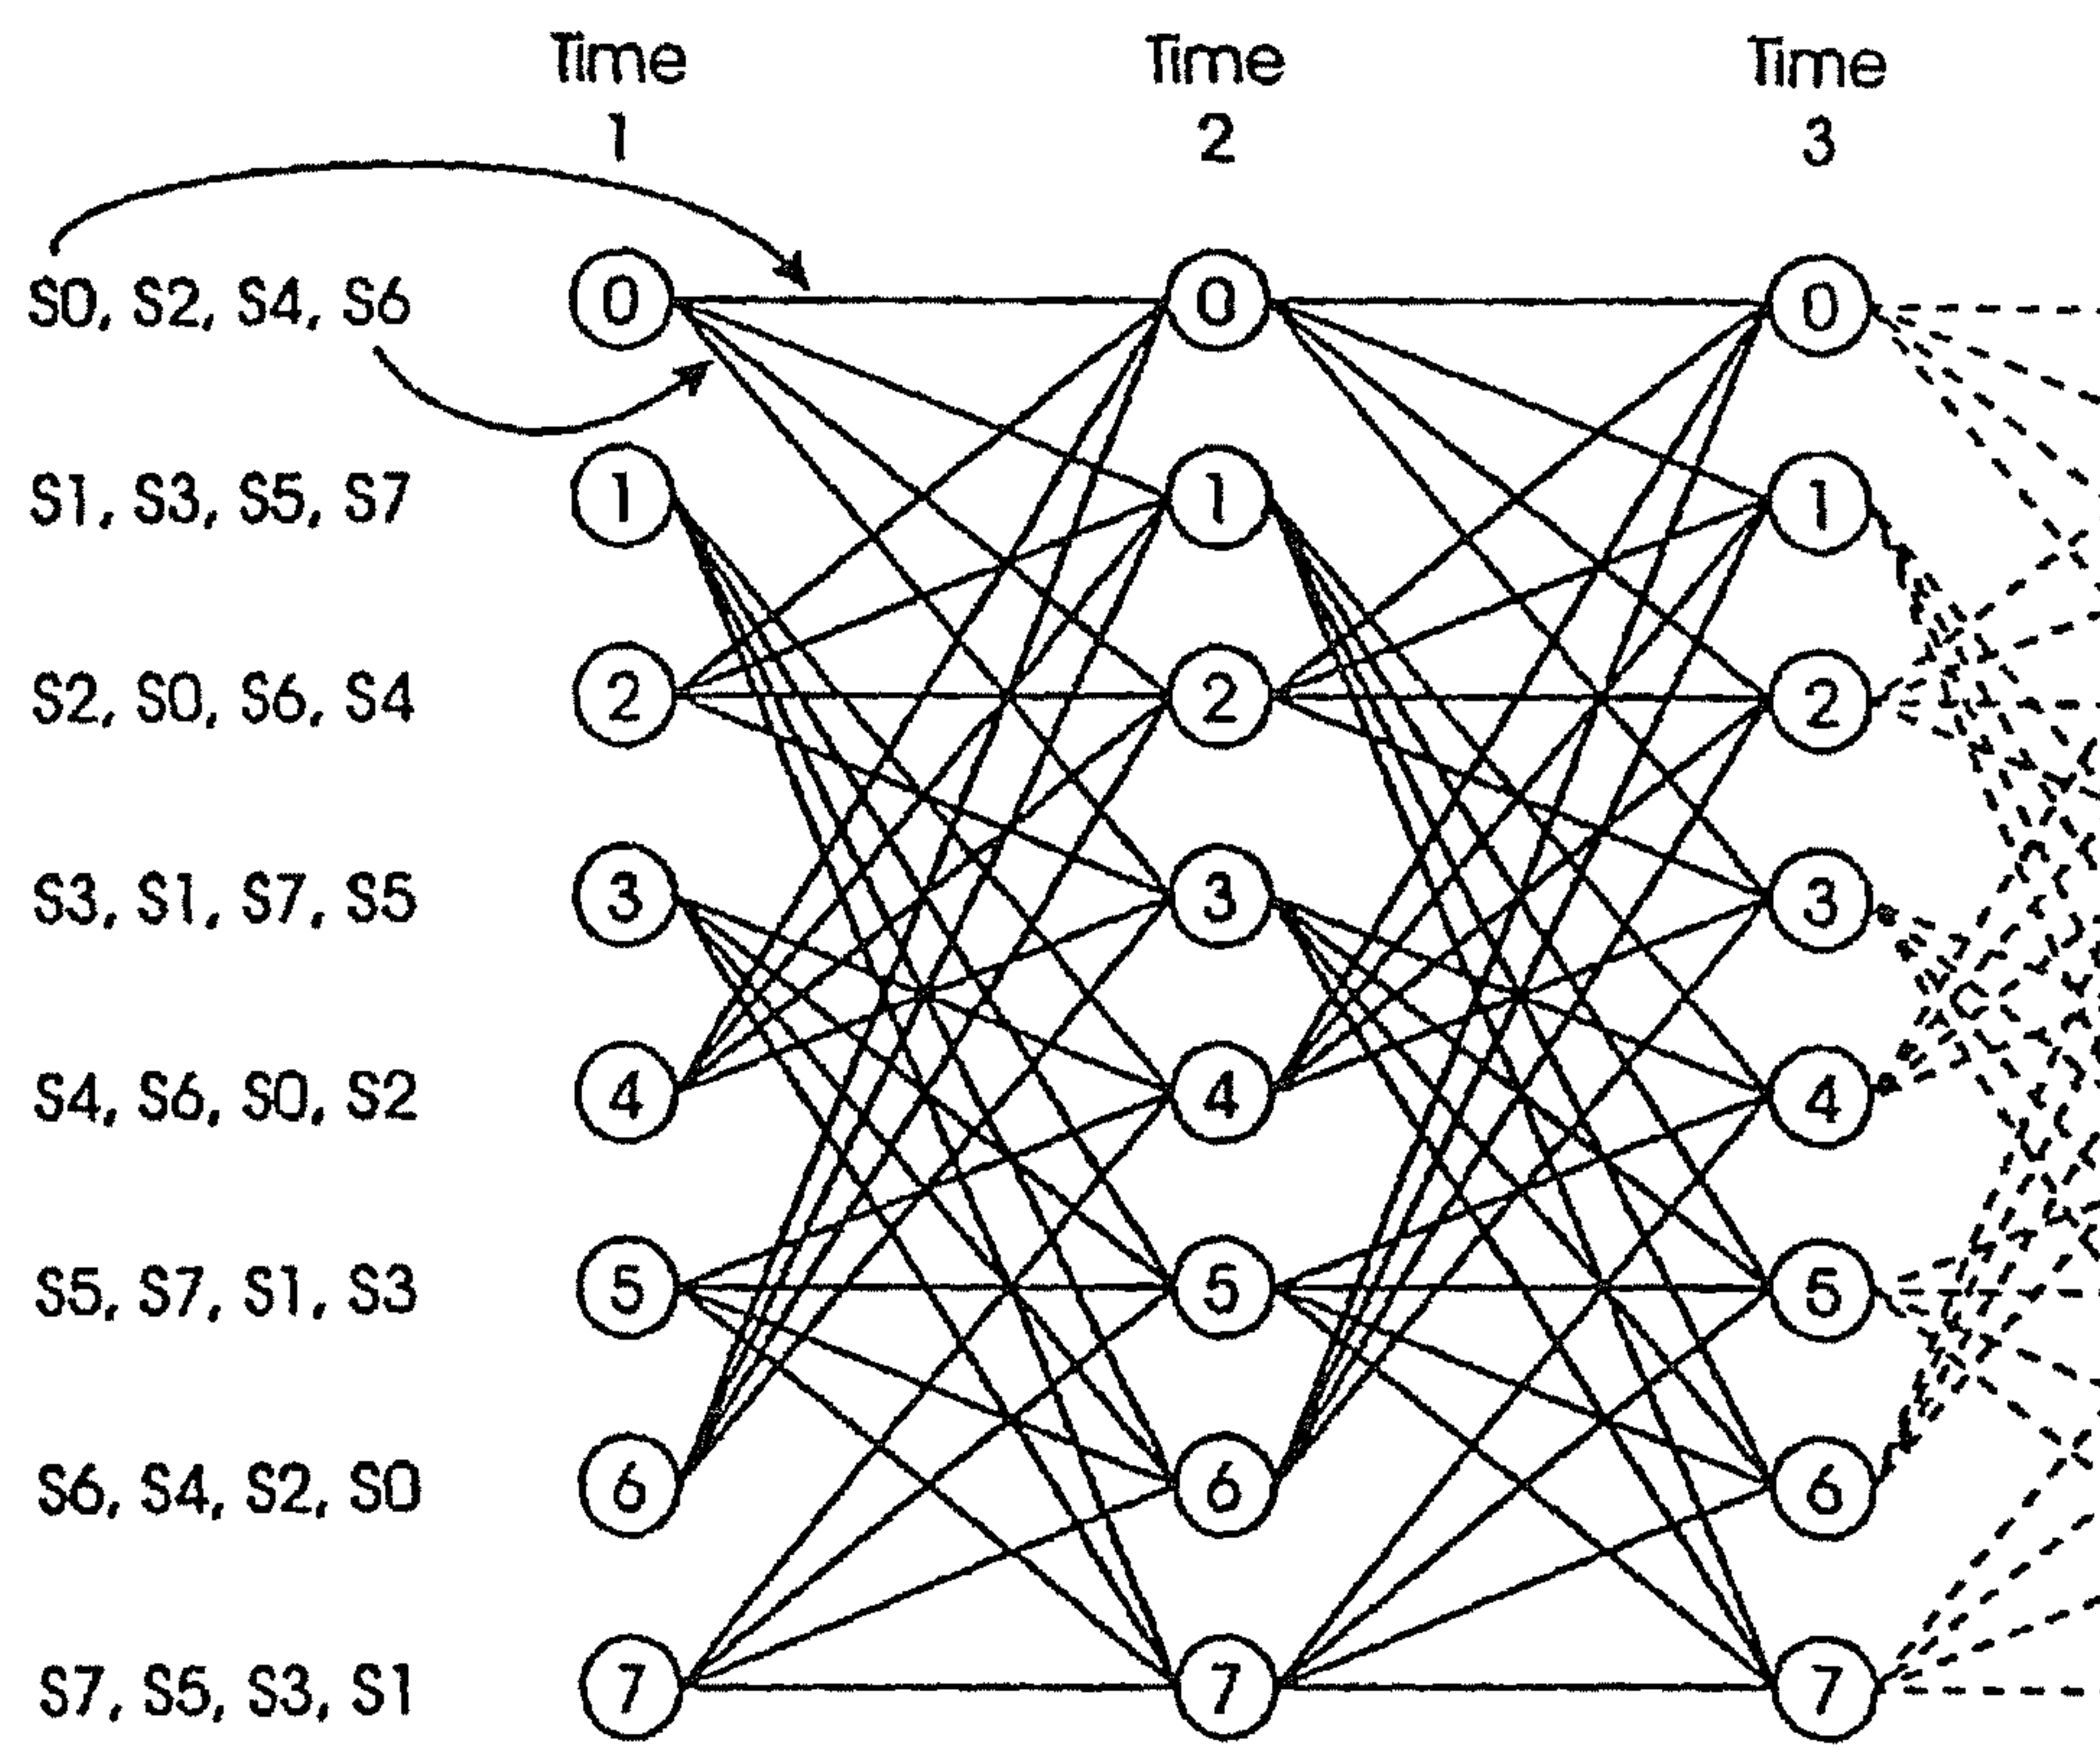 Time Time Time
1 2 3
S0, S2, S4, S6 0 0 0
S1, S3, S5, S7 1 1 1
S2, S0, S6, S4 2 2 2
S3, S1, S7, S5 3 3 3
S4, S6, S0, S2 4 4 4
S5, S7, S1, S3 5 5 5
S6, S4, S2, S0 6 6 6
S7, S5, S3, S1 7 7 7